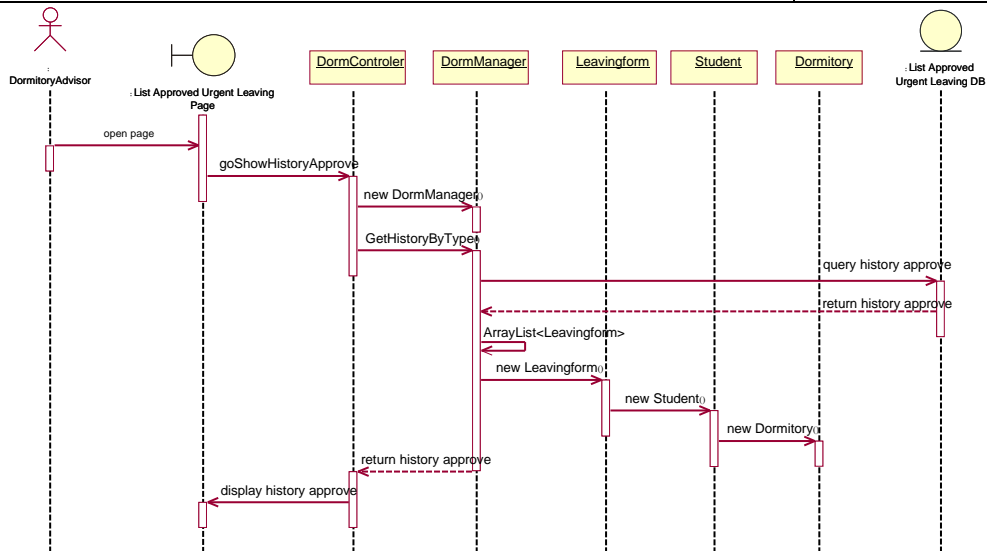 :
DormitoryAdvisor
: List Approved Urgent Leaving
Page
DormControler
DormManager
Leavingform
Student
Dormitory
: List Approved
Urgent Leaving DB
open page
goShowHistoryApprove
new DormManager()
GetHistoryByType()
query history approve
return history approve
ArrayList<Leavingform>
new Leavingform()
new Student()
new Dormitory()
return history approve
display history approve